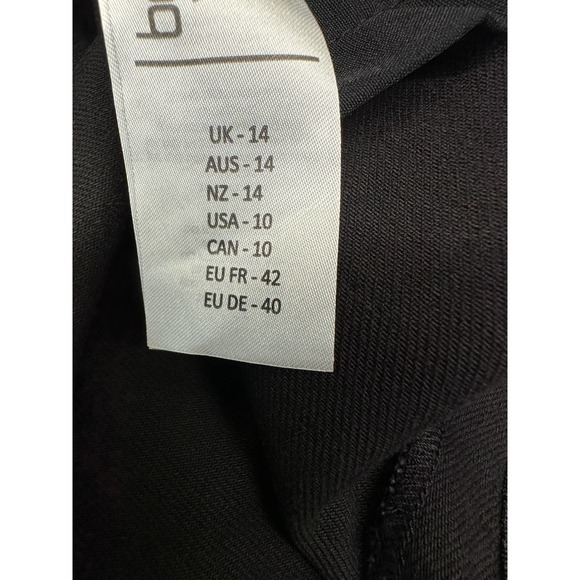 UK - 14
AUS - 14
NZ - 14
USA - 10
CAN - 10
EU FR - 42
EU DE - 40